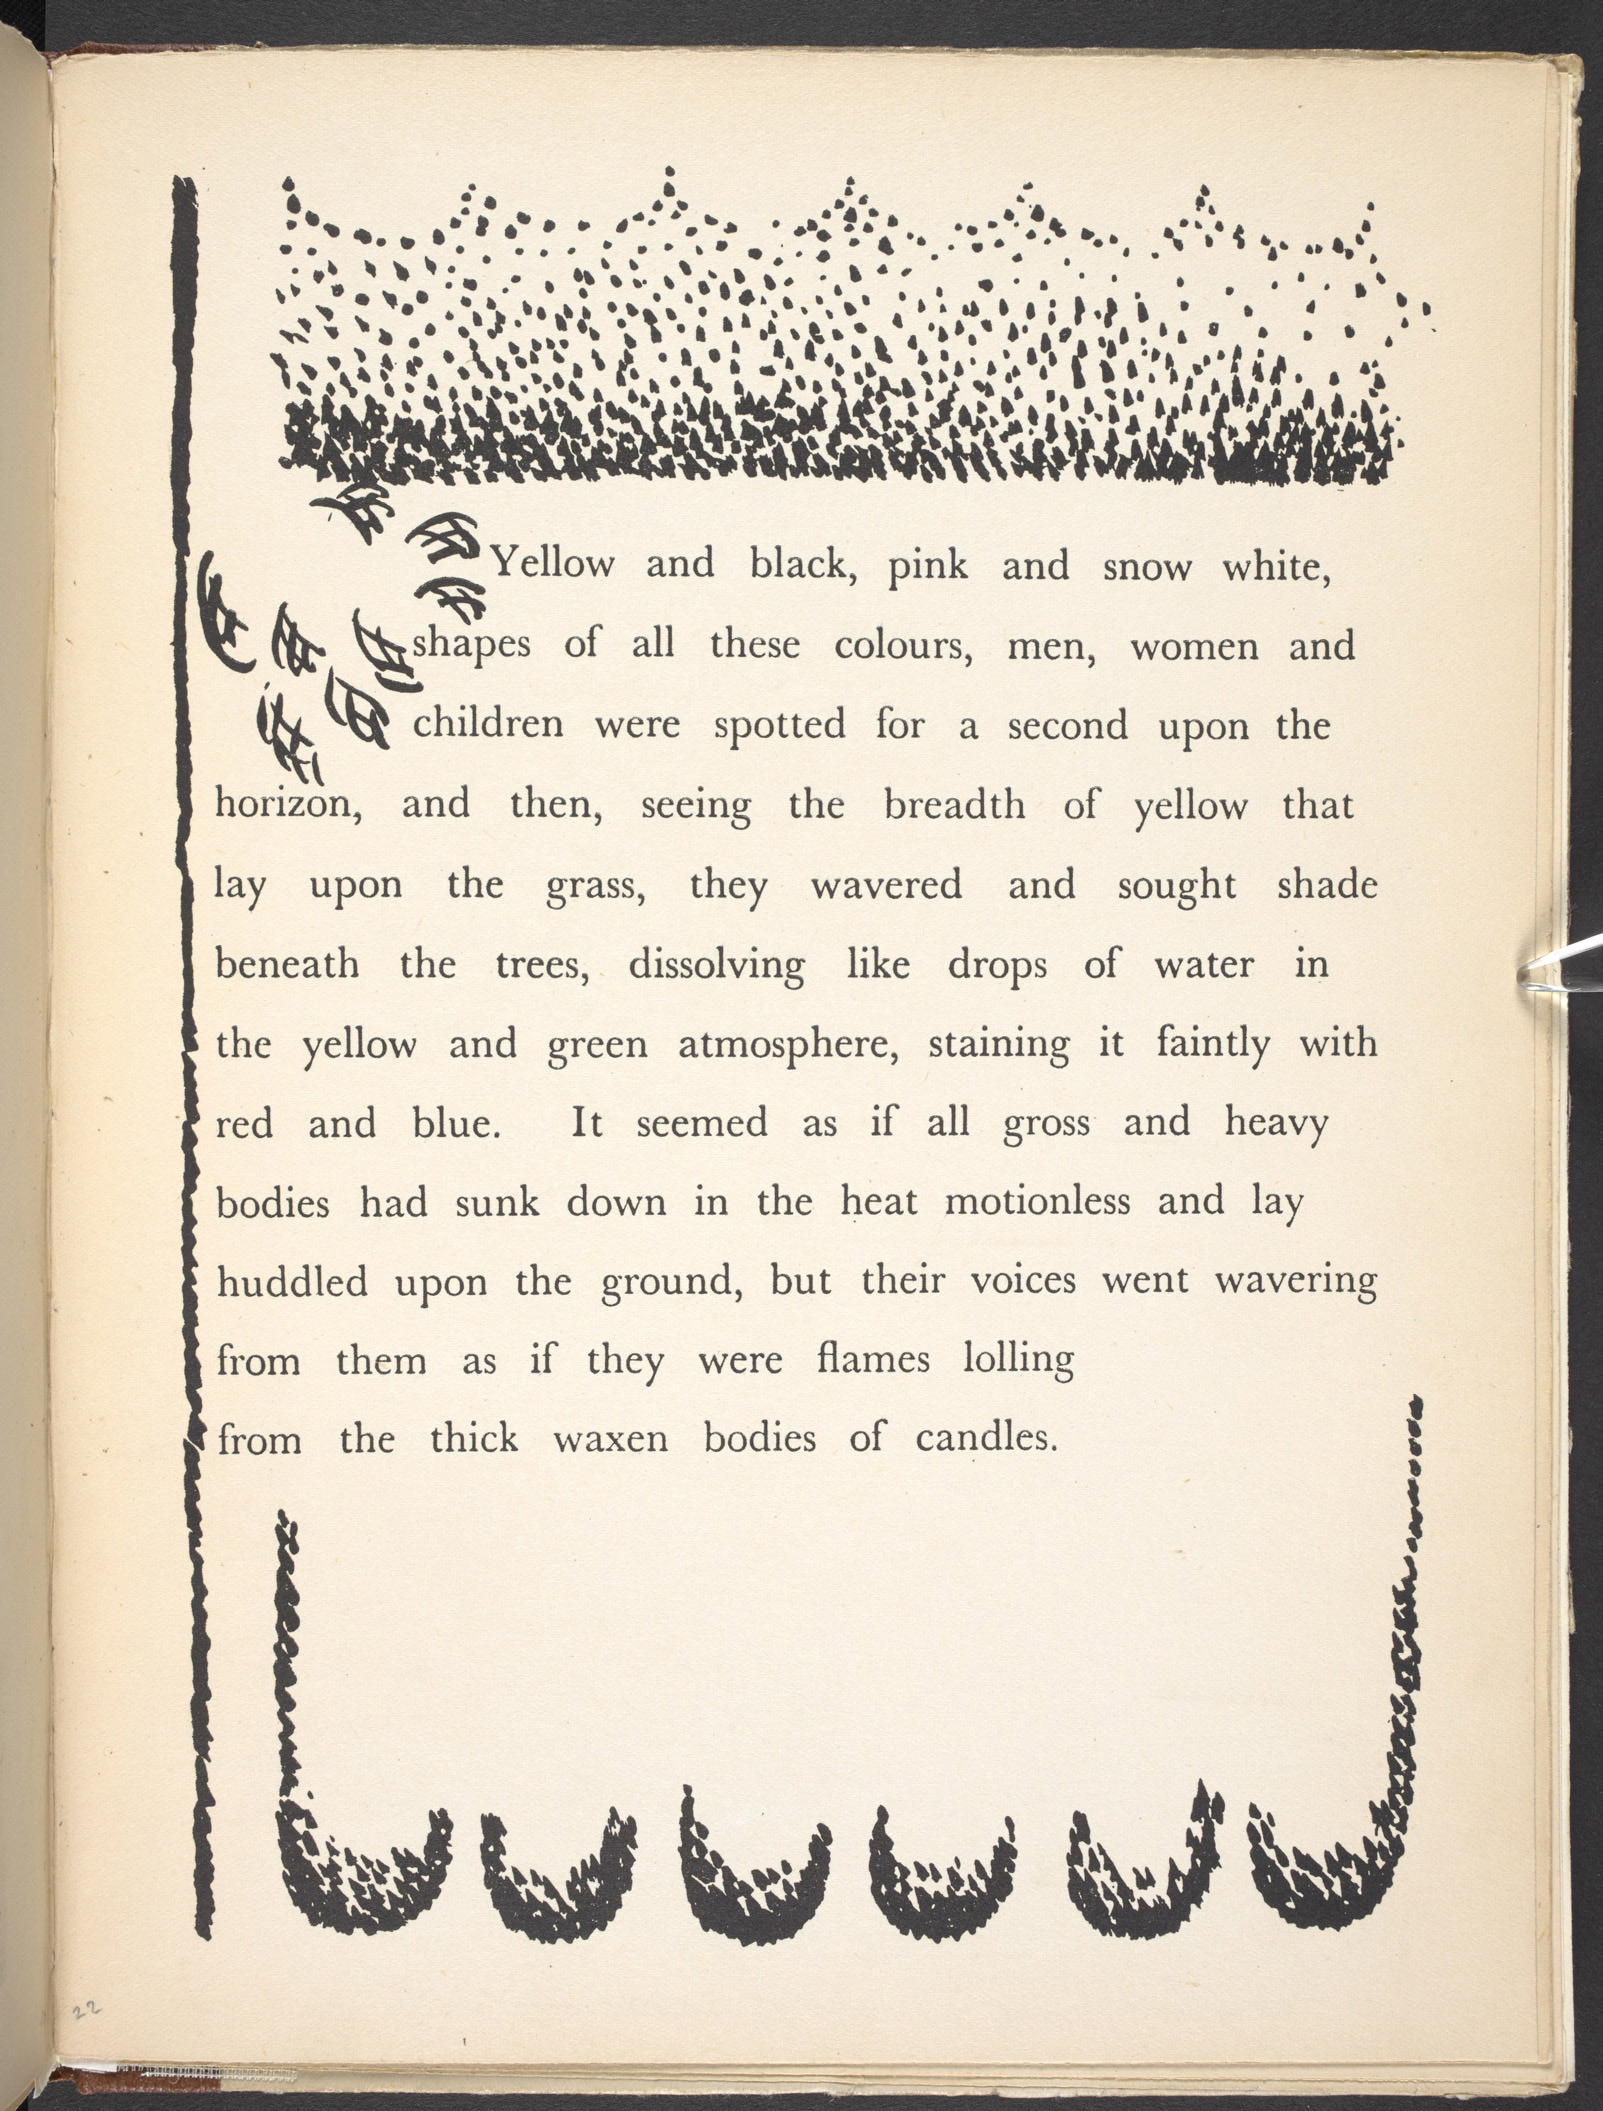 Yellow and black, pink and snow white,
shapes of all these colours, men, women and
children were spotted for a second upon the
horizon, and then, seeing the breadth of yellow that
lay upon the grass, they wavered and sought shade
beneath the trees, dissolving like drops of water in
the yellow and green atmosphere, staining it faintly with
red and blue. It seemed as if all gross and heavy
bodies had sunk down in the heat motionless and lay
huddled upon the ground, but their voices went wavering
from them as if they were flames lolling
from the thick waxen bodies of candles.
22